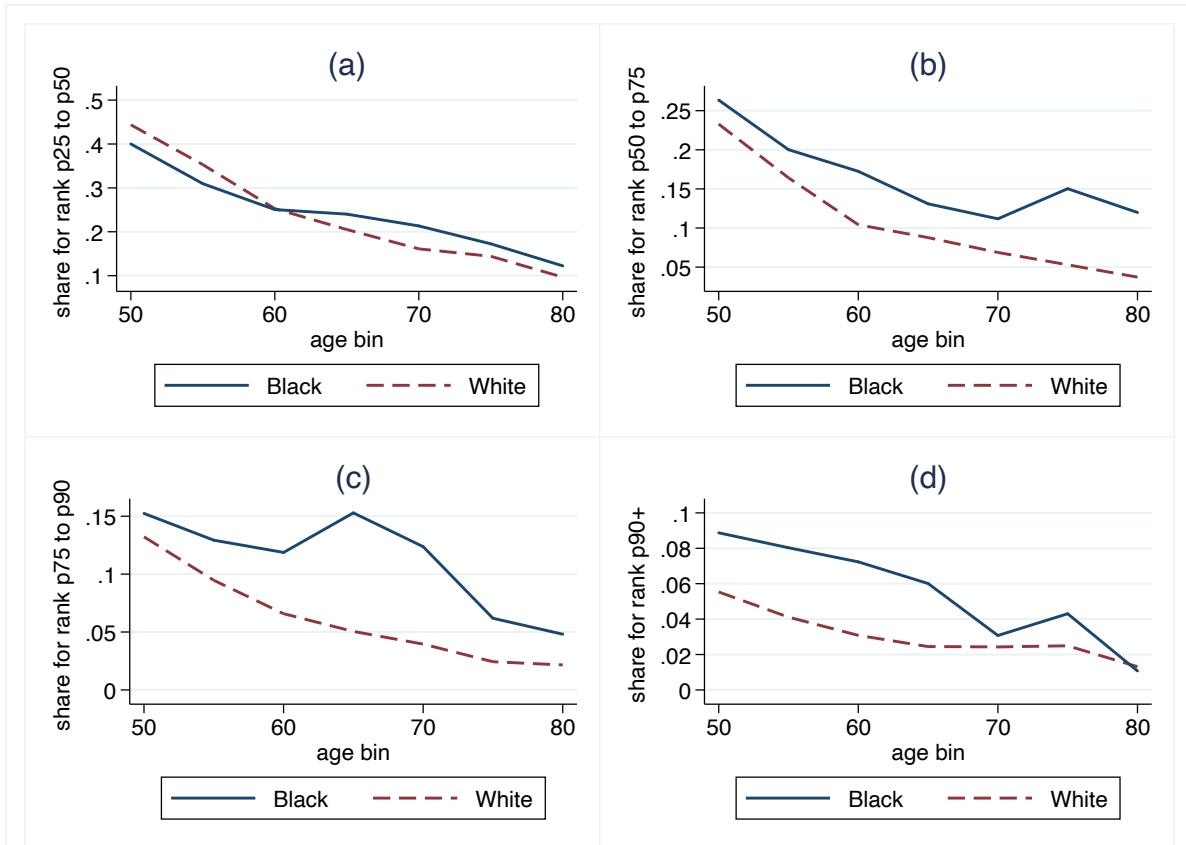 (a)
share for rank p25 to p50
.5
.4
.3
.2
.1
50 60 70 80
age bin
Black White
(b)
share for rank p50 to p75
.25
.2
.15
.1
.05
50 60 70 80
age bin
Black White
(c)
share for rank p75 to p90
.15
.1
.05
0
50 60 70 80
age bin
Black White
(d)
share for rank p90+
.1
.08
.06
.04
.02
0
50 60 70 80
age bin
Black White